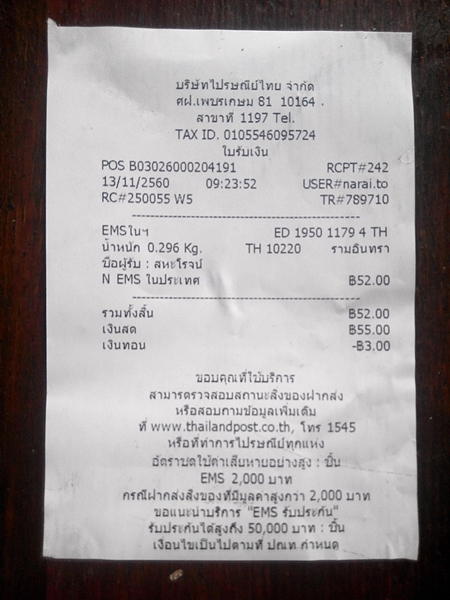 บริษัทไปรษณีย์ไทย จำกัด
ศฝ.เพชรเกษม 81 10164 .
สาขาที่ 1197 Tel.
TAX ID. 0105546095724
ใบรับเงิน
POS B03026000204191 RCPT#242
13/11/2560 09:23:52 USER#narai.to
RC#250055 W5 TR#789710
EMSในฯ ED 1950 1179 4 TH
น้ำหนัก 0.296 Kg. TH 10220 รามอินทรา
มือผู้รับ : สหะโรจน์
N EMS ในประเทศ ฿52.00
รวมทั้งสิ้น ฿52.00
เงินสด ฿55.00
เงินทอน -฿3.00
ขอบคุณที่ใช้บริการ
สามารตรวจสอบสถานะสิ่งของฝากส่ง
หรือสอบถามข้อมูลเพิ่มเติม
ที่ www.thailandpost.co.th, โทร 1545
หรือที่ทำการไปรษณีย์ทุกแห่ง
อัตราชดใช้ค่าเสียหายอย่างสูง : ชิ้น
EMS 2,000 บาท
กรณีฝากส่งสิ่งของที่มีมูลค่าสูงกว่า 2,000 บาท
ขอแนะนำบริการ "EMS รับประกัน"
รับประกันได้สูงถึง 50,000 บาท : ชิ้น
เงื่อนไขเป็นไปตามที่ ปณท กำหนด